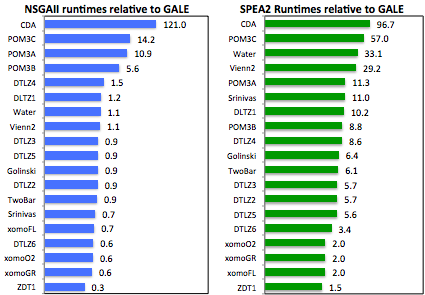 NSGAII runtimes relative to GALE
CDA 121.0
POM3C 14.2
POM3A 10.9
POM3B 5.6
DTLZ4 1.5
DLTZ1 1.2
Water 1.1
Vienn2 1.1
DTLZ3 0.9
DTLZ5 0.9
Golinski 0.9
DTLZ2 0.9
TwoBar 0.9
Srinivas 0.7
xomoFL 0.7
DTLZ6 0.6
xomoO2 0.6
xomoGR 0.6
ZDT1 0.3
SPEA2 Runtimes relative to GALE
CDA 96.7
POM3C 57.0
Water 33.1
Vienn2 29.2
POM3A 11.3
Srinivas 11.0
DLTZ1 10.2
POM3B 8.8
DTLZ4 8.6
Golinski 6.4
TwoBar 6.1
DTLZ3 5.7
DTLZ2 5.7
DTLZ5 5.6
DTLZ6 3.4
xomoO2 2.0
xomoGR 2.0
xomoFL 2.0
ZDT1 1.5